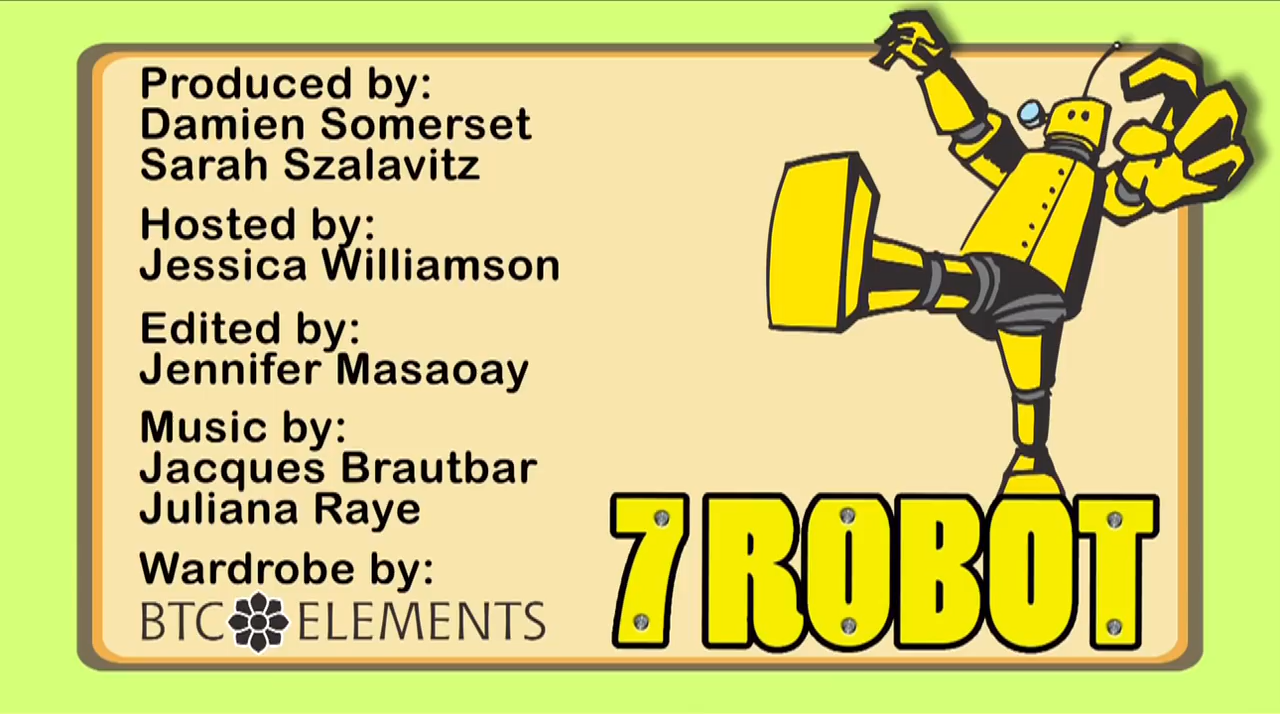 Produced by:
Damien Somerset
Sarah Szalavitz
Hosted by:
Jessica Williamson
Edited by:
Jennifer Masaoay
Music by:
Jacques Brautbar
Juliana Raye
Wardrobe by:
BTC ELEMENTS
7 ROBOT